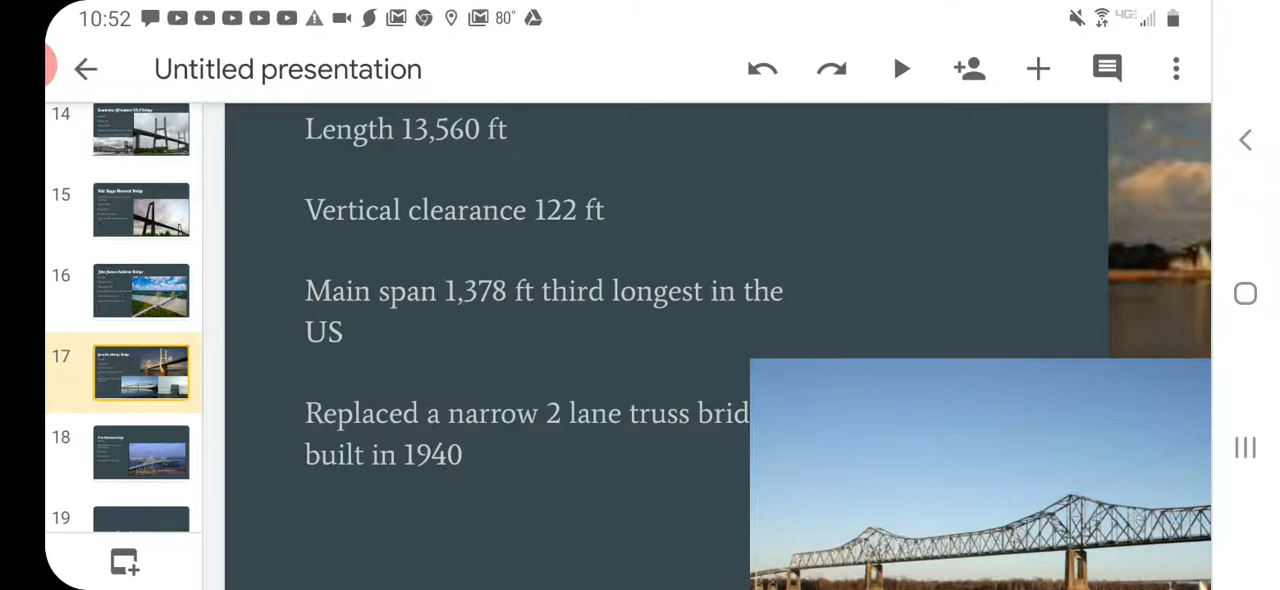 10:52
80°
4G
Untitled presentation
14
15
16
17
18
19
Length 13,560 ft
Vertical clearance 122 ft
Main span 1,378 ft third longest in the
US
Replaced a narrow 2 lane truss brid
built in 1940